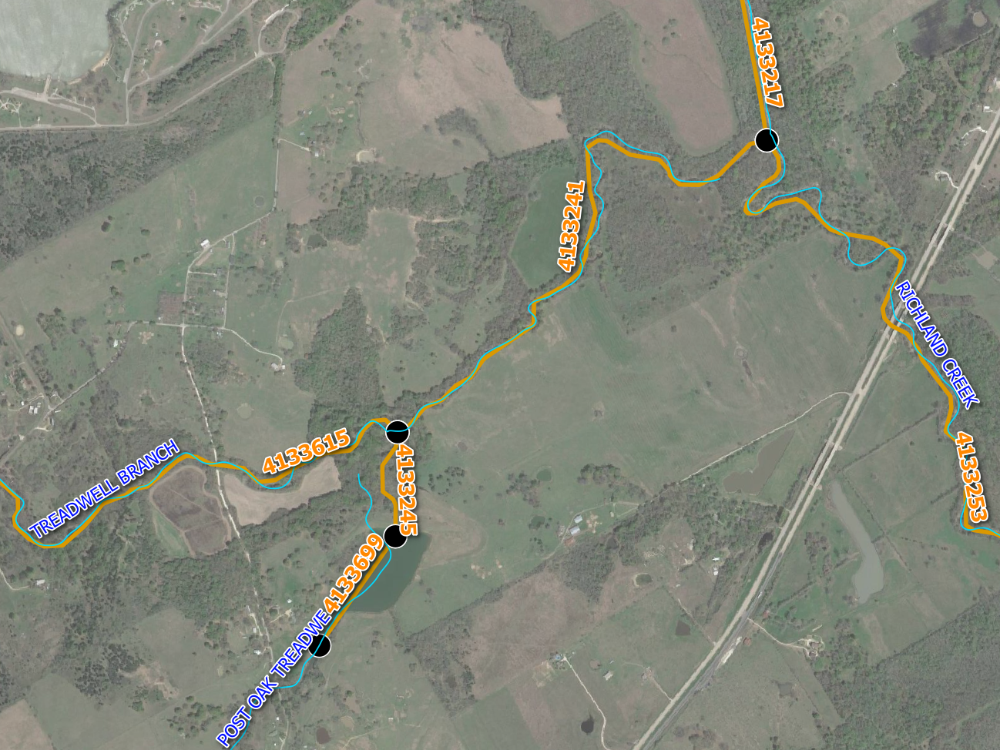 4133217
4133241
RICHLAND CREEK
4133615
TREADWELL BRANCH
4133245
4133253
4133699
POST OAK TREADWE